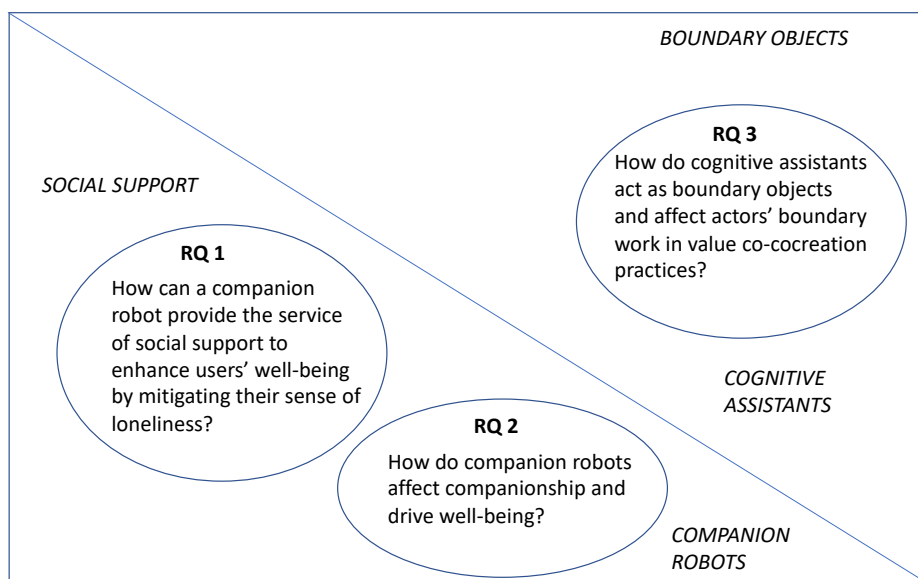 BOUNDARY OBJECTS
RQ 3
How do cognitive assistants
act as boundary objects
and affect actors’ boundary
work in value co-cocreation
practices?
SOCIAL SUPPORT
RQ 1
How can a companion
robot provide the service
of social support to
enhance users’ well-being
by mitigating their sense of
loneliness?
COGNITIVE
ASSISTANTS
RQ 2
How do companion robots
affect companionship and
drive well-being?
COMPANION
ROBOTS